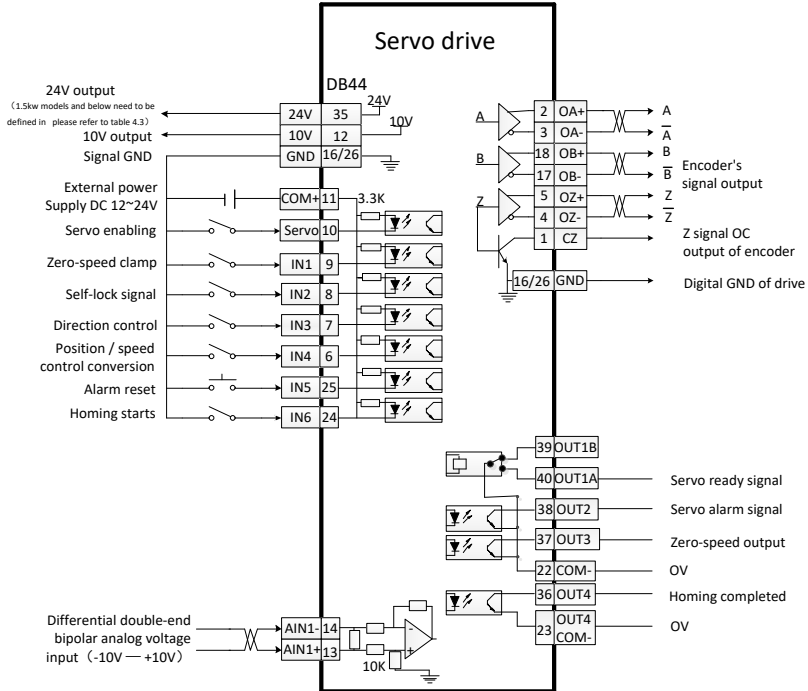 Servo drive
DB44
24V output
（1.5kw models and below need to be
defined in please refer to table 4.3）
24V 35 24V
10V output
10V 12 10V
Signal GND
GND 16/26
External power
Supply DC 12~24V
COM+ 11 3.3K
Servo enabling
Servo 10
Zero-speed clamp
IN1 9
Self-lock signal
IN2 8
Direction control
IN3 7
Position / speed
control conversion
IN4 6
Alarm reset
IN5 25
Homing starts
IN6 24
Differential double-end
bipolar analog voltage
input（-10V — +10V）
AIN1- 14 -
AIN1+ 13 +
10K
A 2 OA+ A
3 OA- A̅
B 18 OB+ B
17 OB- B̅
Encoder's
signal output
Z 5 OZ+ Z
4 OZ- Z̅
1 CZ
Z signal OC
output of encoder
16/26 GND Digital GND of drive
39 OUT1B
40 OUT1A Servo ready signal
38 OUT2 Servo alarm signal
37 OUT3 Zero-speed output
22 COM- OV
36 OUT4 Homing completed
23 OUT4
COM-
OV